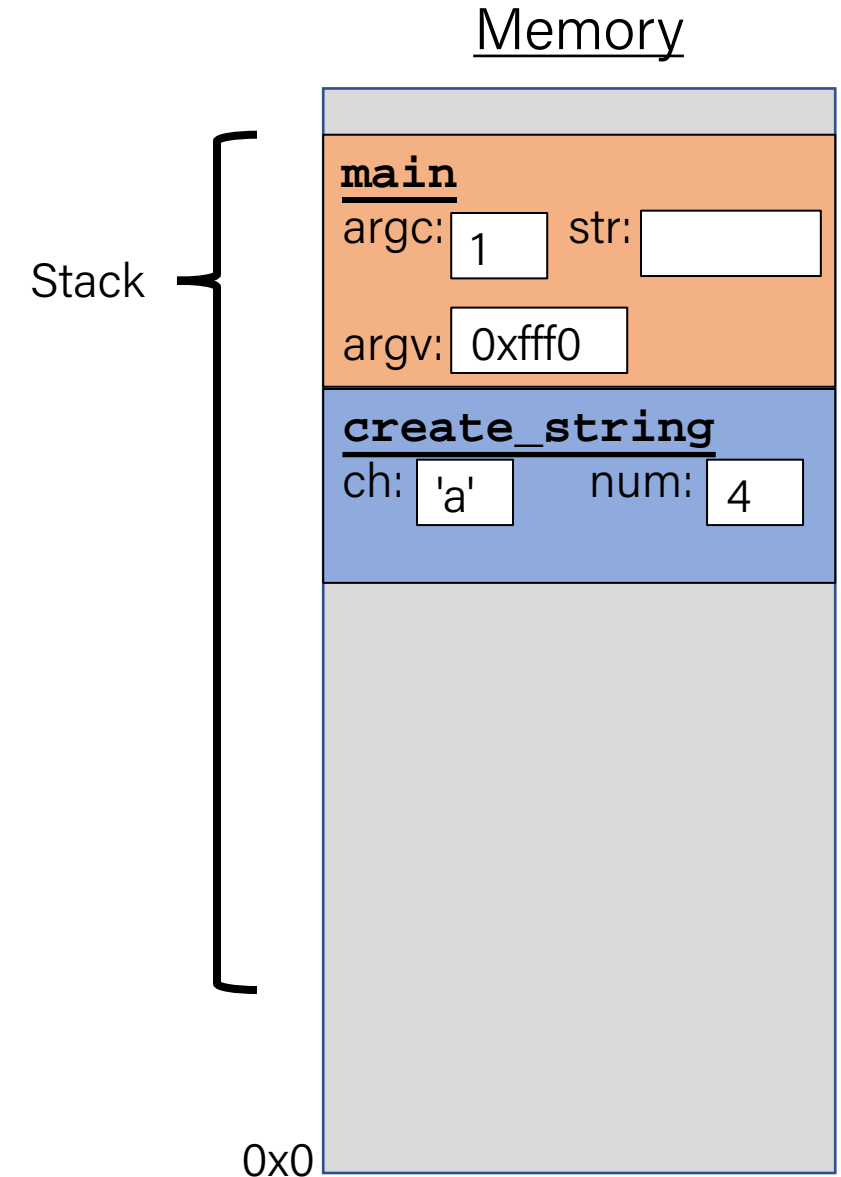 Memory
Stack
main
argc: 1 str:
argv: 0xfff0
create_string
ch: 'a' num: 4
0x0